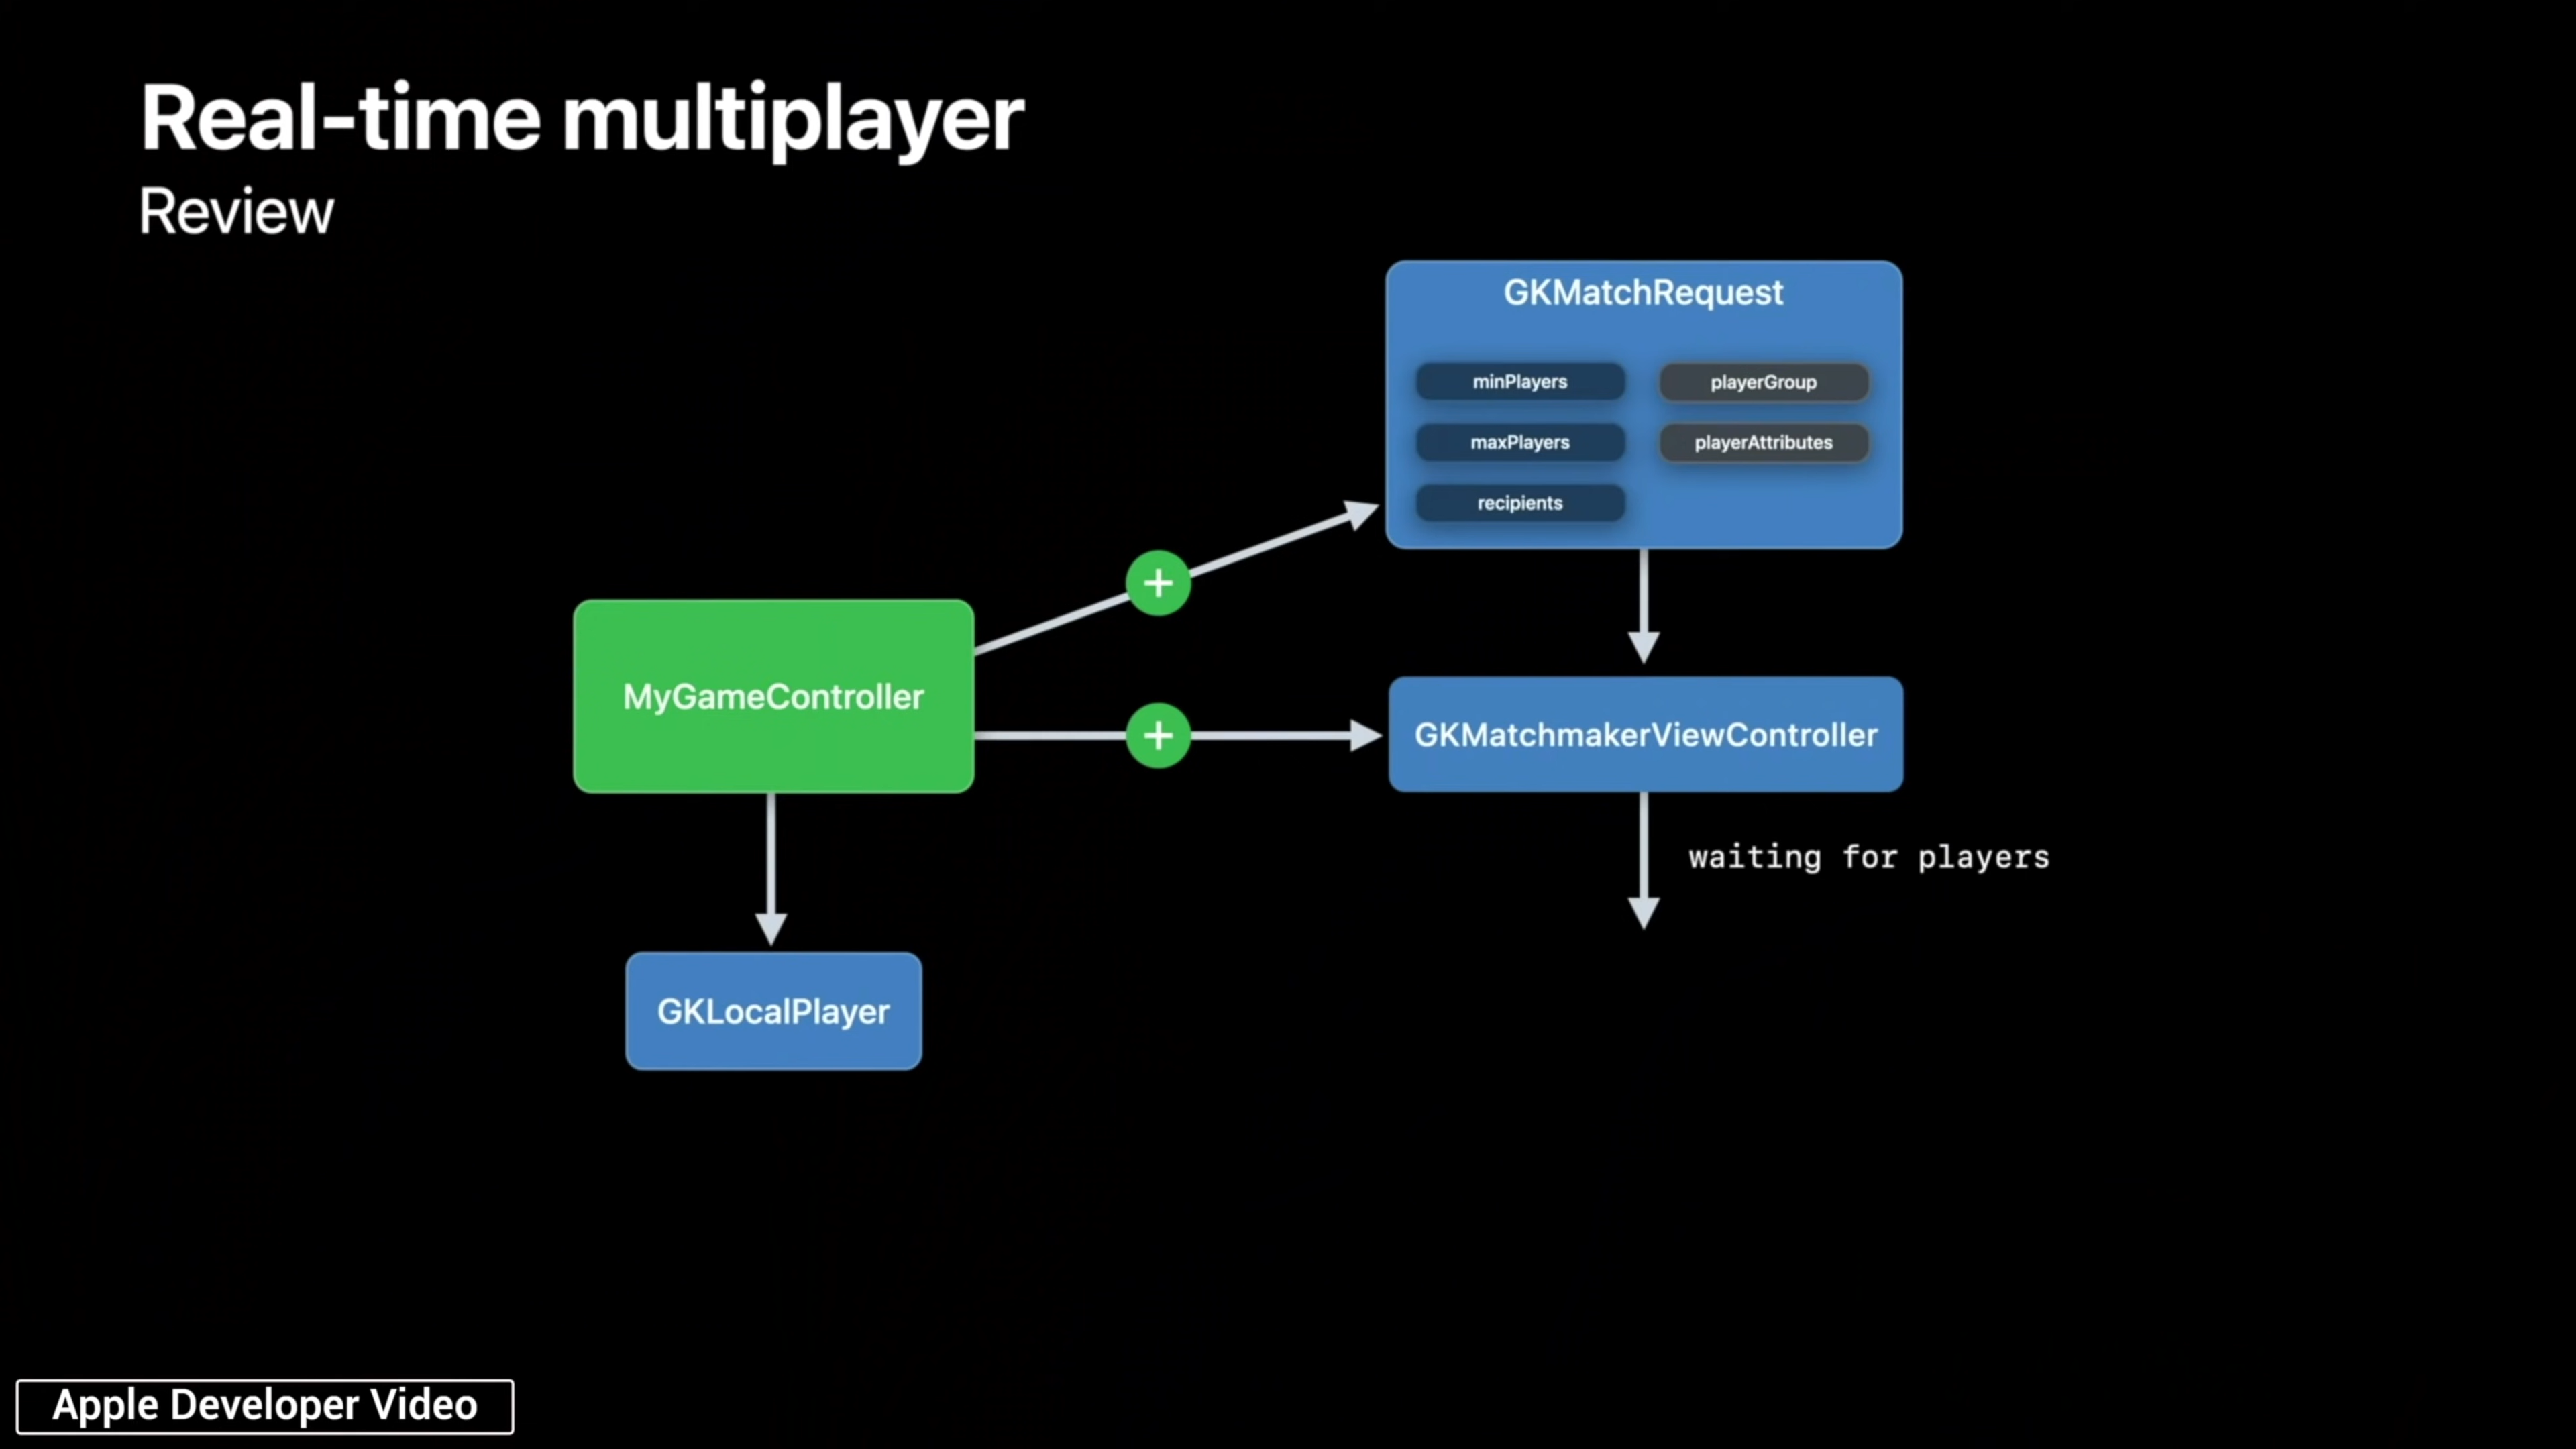 Real-time multiplayer
Review
GKMatchRequest
minPlayers
playerGroup
maxPlayers
playerAttributes
recipients
MyGameController
GKMatchmakerViewController
waiting for players
GKLocalPlayer
Apple Developer Video